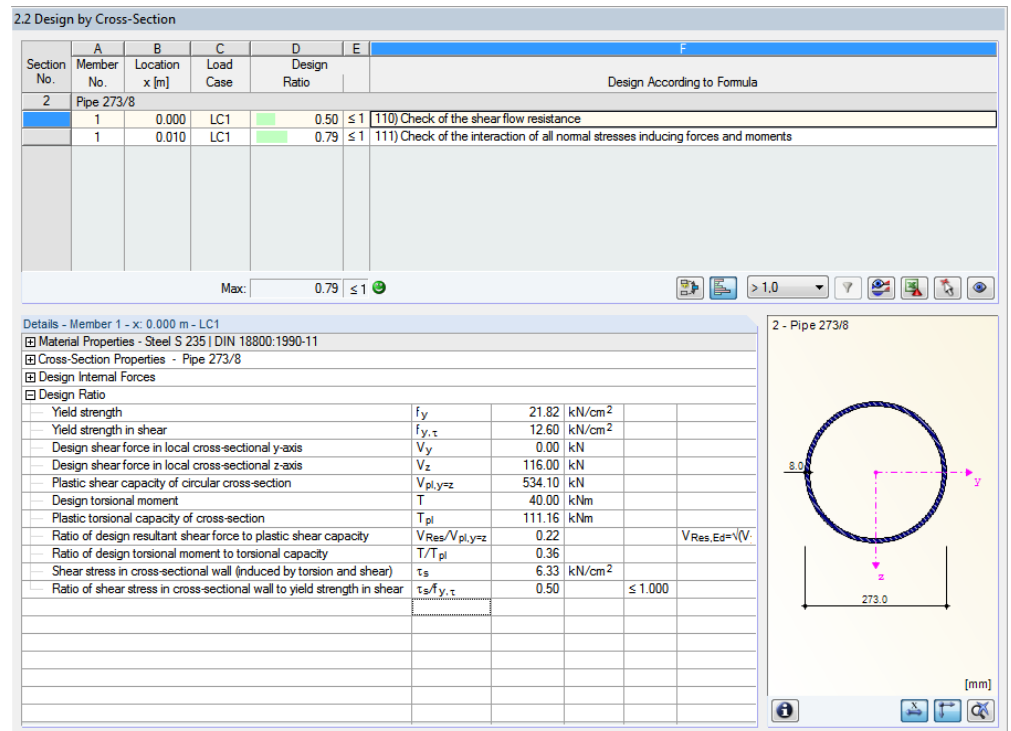 2.2 Design by Cross-Section
A B C D E F
Section Member Location Load Design
No. No. x [m] Case Ratio Design According to Formula
2 Pipe 273/8
1 0.000 LC1 0.50 ≤ 1 110) Check of the shear flow resistance
1 0.010 LC1 0.79 ≤ 1 111) Check of the interaction of all normal stresses inducing forces and moments
Max: 0.79 ≤ 1 > 1,0
Details - Member 1 - x: 0.000 m - LC1
Material Properties - Steel S 235 | DIN 18800:1990-11
Cross-Section Properties - Pipe 273/8
Design Internal Forces
Design Ratio
Yield strength fy 21.82 kN/cm2
Yield strength in shear fy,τ 12.60 kN/cm2
Design shear force in local cross-sectional y-axis Vy 0.00 kN
Design shear force in local cross-sectional z-axis Vz 116.00 kN
Plastic shear capacity of circular cross-section Vpl,y=z 534.10 kN
Design torsional moment T 40.00 kNm
Plastic torsional capacity of cross-section Tpl 111.16 kNm
Ratio of design resultant shear force to plastic shear capacity VRes/Vpl,y=z 0.22 VRes,Ed=√(V
Ratio of design torsional moment to torsional capacity T/Tpl 0.36
Shear stress in cross-sectional wall (induced by torsion and shear) τs 6.33 kN/cm2
Ratio of shear stress in cross-sectional wall to yield strength in shear τs/fy,τ 0.50 ≤ 1.000
2 - Pipe 273/8
8.0
y
z
273.0
[mm]
X